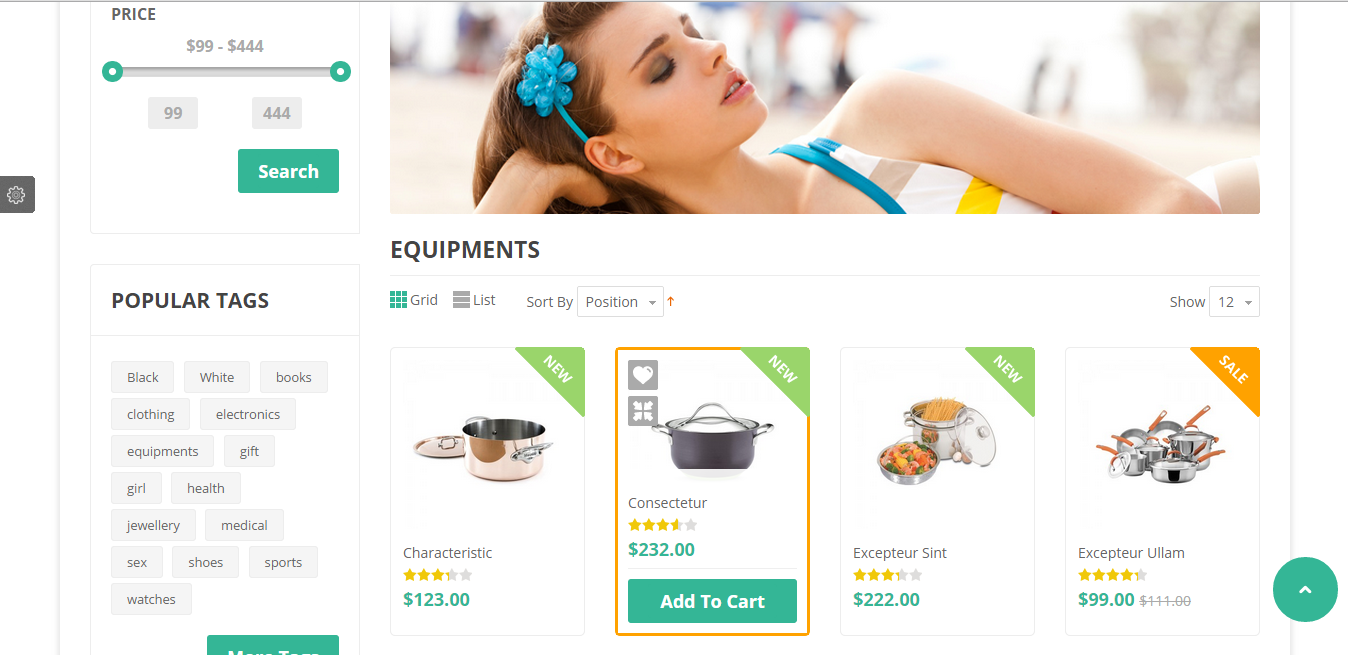 PRICE
$99 - $444
99
444
Search
POPULAR TAGS
Black
White
books
clothing
electronics
equipments
gift
girl
health
jewellery
medical
sex
shoes
sports
watches
More Tags
EQUIPMENTS
Grid
List
Sort By
Position
Show
12
NEW
Characteristic
$123.00
NEW
Consectetur
$232.00
Add To Cart
NEW
Excepteur Sint
$222.00
SALE
Excepteur Ullam
$99.00 $111.00